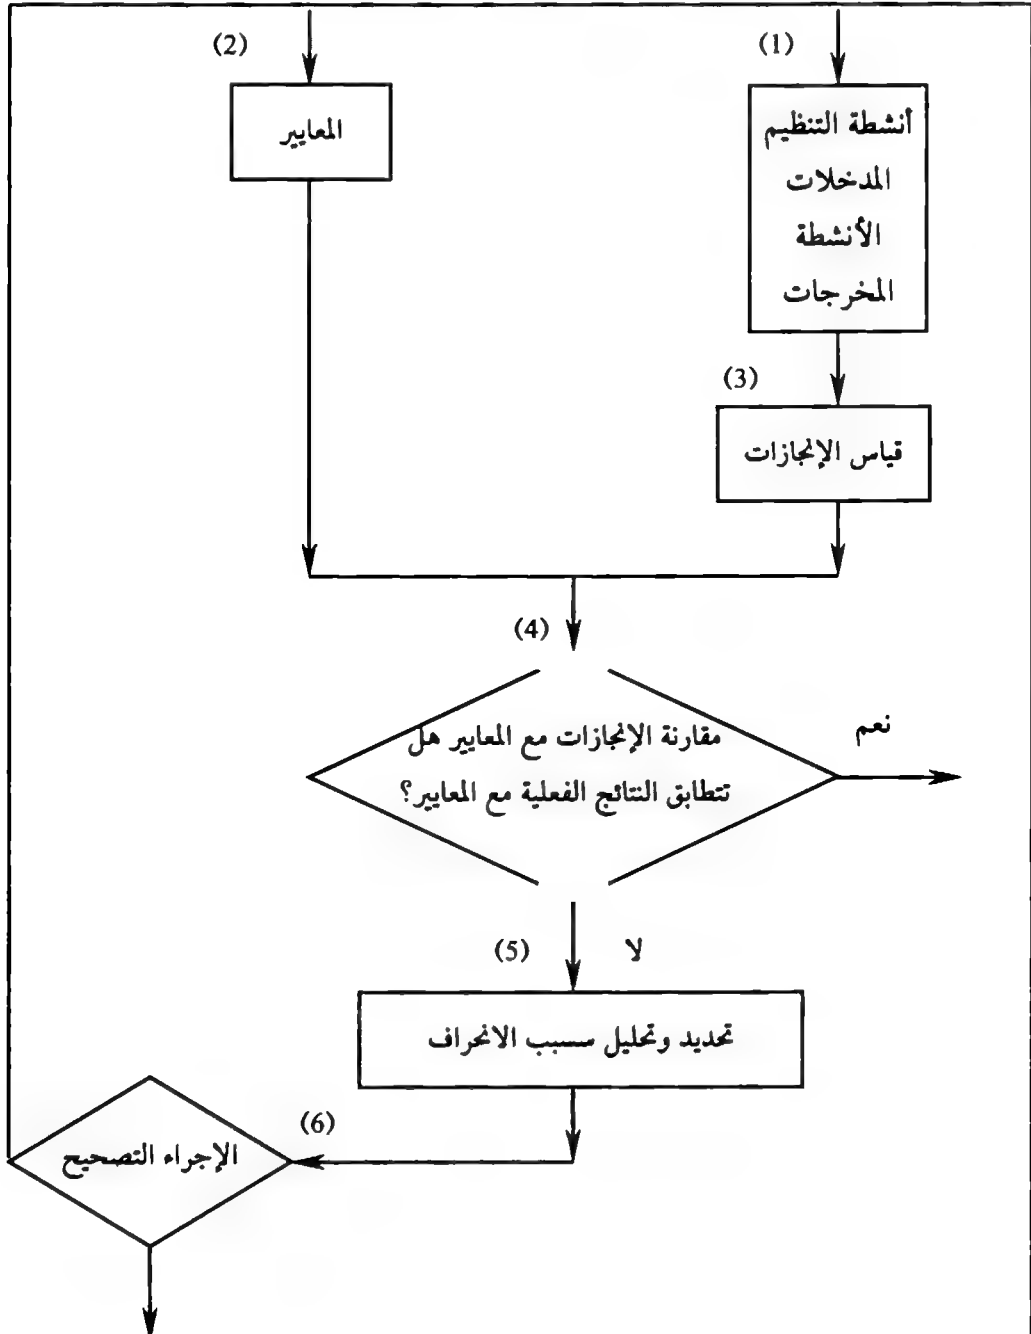 (1)
أنشطة التنظيم
المدخلات
الأنشطة
المخرجات
(2)
المعايير
(3)
قياس الإنجازات
(4)
مقارنة الإنجازات مع المعايير هل
تتطابق النتائج الفعلية مع المعايير؟
نعم
لا
(5)
تحديد وتحليل سسبب الانحراف
(6)
الإجراء التصحيح